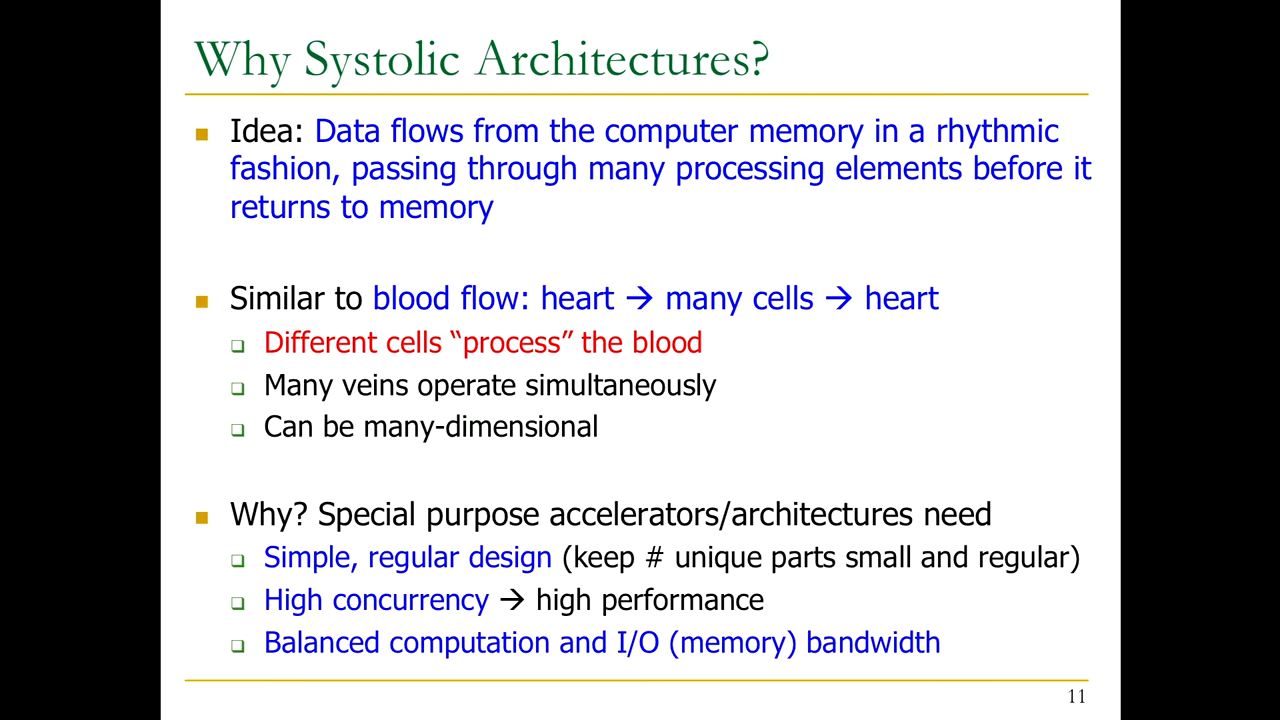 Why Systolic Architectures?
Idea: Data flows from the computer memory in a rhythmic
fashion, passing through many processing elements before it
returns to memory
Similar to blood flow: heart → many cells → heart
Different cells “process” the blood
Many veins operate simultaneously
Can be many-dimensional
Why? Special purpose accelerators/architectures need
Simple, regular design (keep # unique parts small and regular)
High concurrency → high performance
Balanced computation and I/O (memory) bandwidth
11